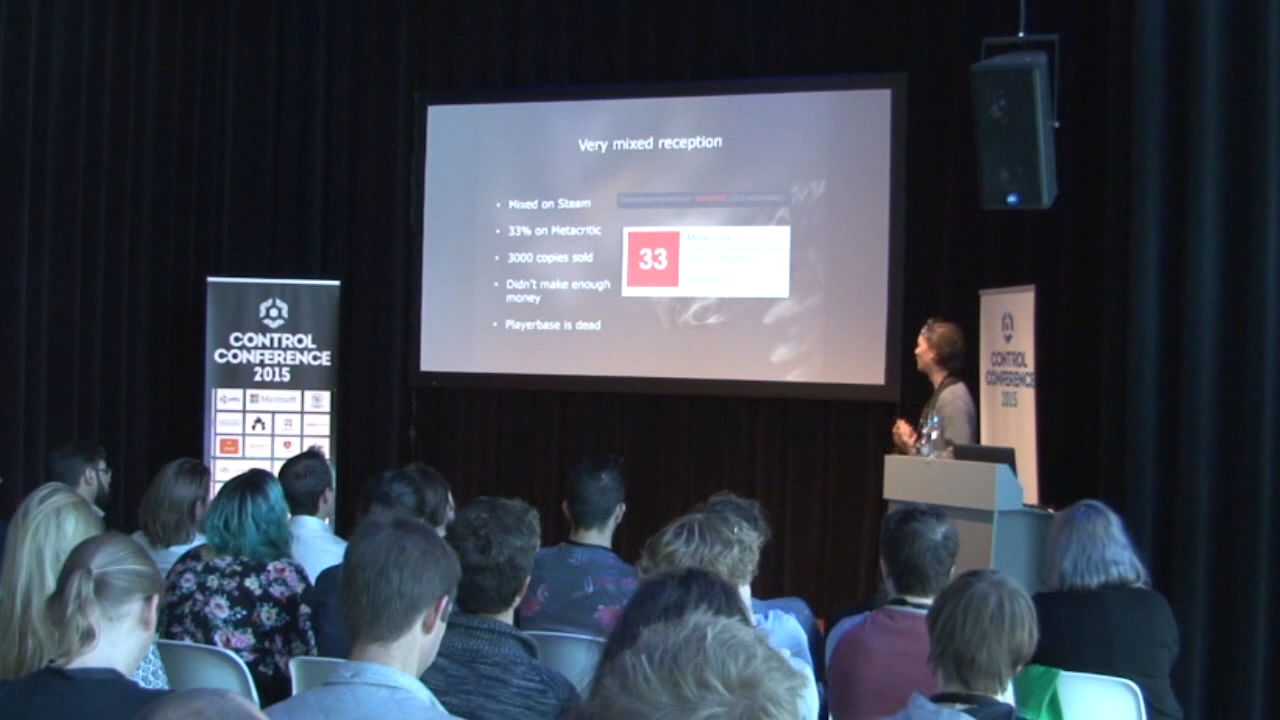 Very mixed reception
• Mixed on Steam
• 33% on Metacritic
• 3000 copies sold
• Didn't make enough
money
• Playerbase is dead
33
CONTROL
CONFERENCE
2015
Microsoft
CONTROL
CONFERENCE
2015